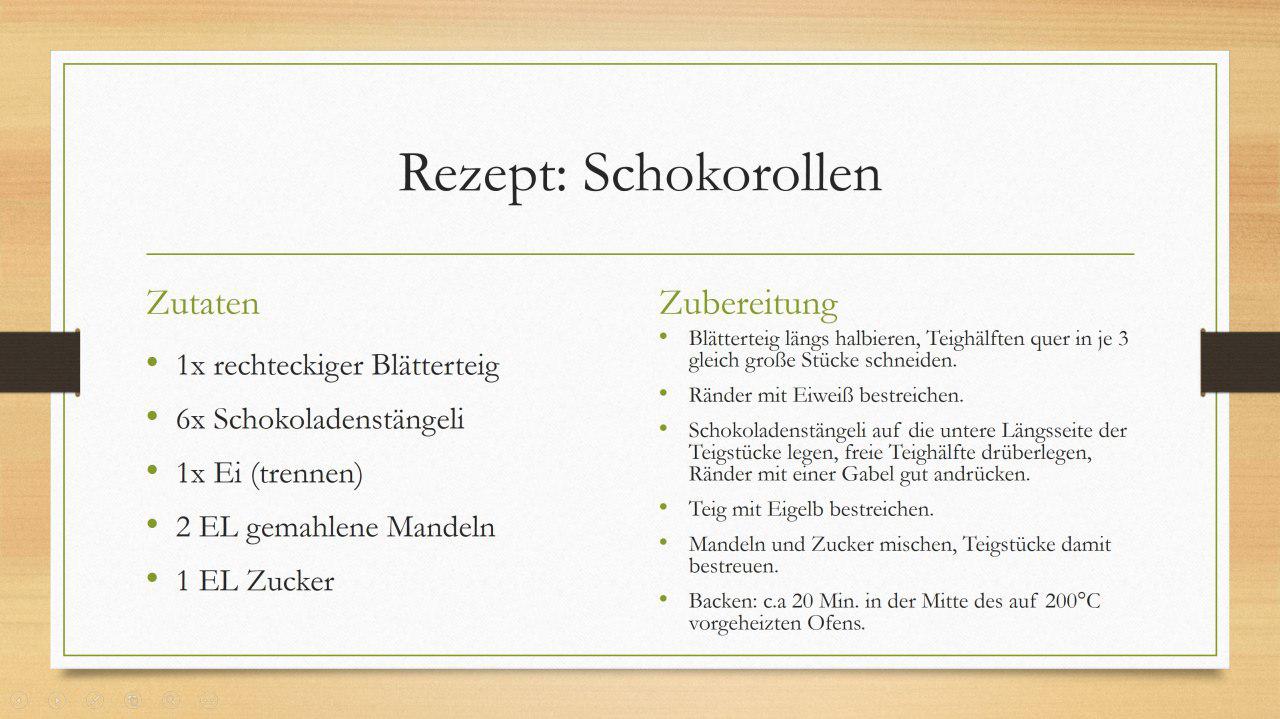 Rezept: Schokorollen
Zutaten
• 1x rechteckiger Blätterteig
• 6x Schokoladenstängeli
• 1x Ei (trennen)
• 2 EL gemahlene Mandeln
• 1 EL Zucker
Zubereitung
• Blätterteig längs halbieren, Teighälften quer in je 3
gleich große Stücke schneiden.
• Ränder mit Eiweiß bestreichen.
• Schokoladenstängeli auf die untere Längsseite der
Teigstücke legen, freie Teighälfte drüberlegen,
Ränder mit einer Gabel gut andrücken.
• Teig mit Eigelb bestreichen.
• Mandeln und Zucker mischen, Teigstücke damit
bestreuen.
• Backen: c.a 20 Min. in der Mitte des auf 200°C
vorgeheizten Ofens.